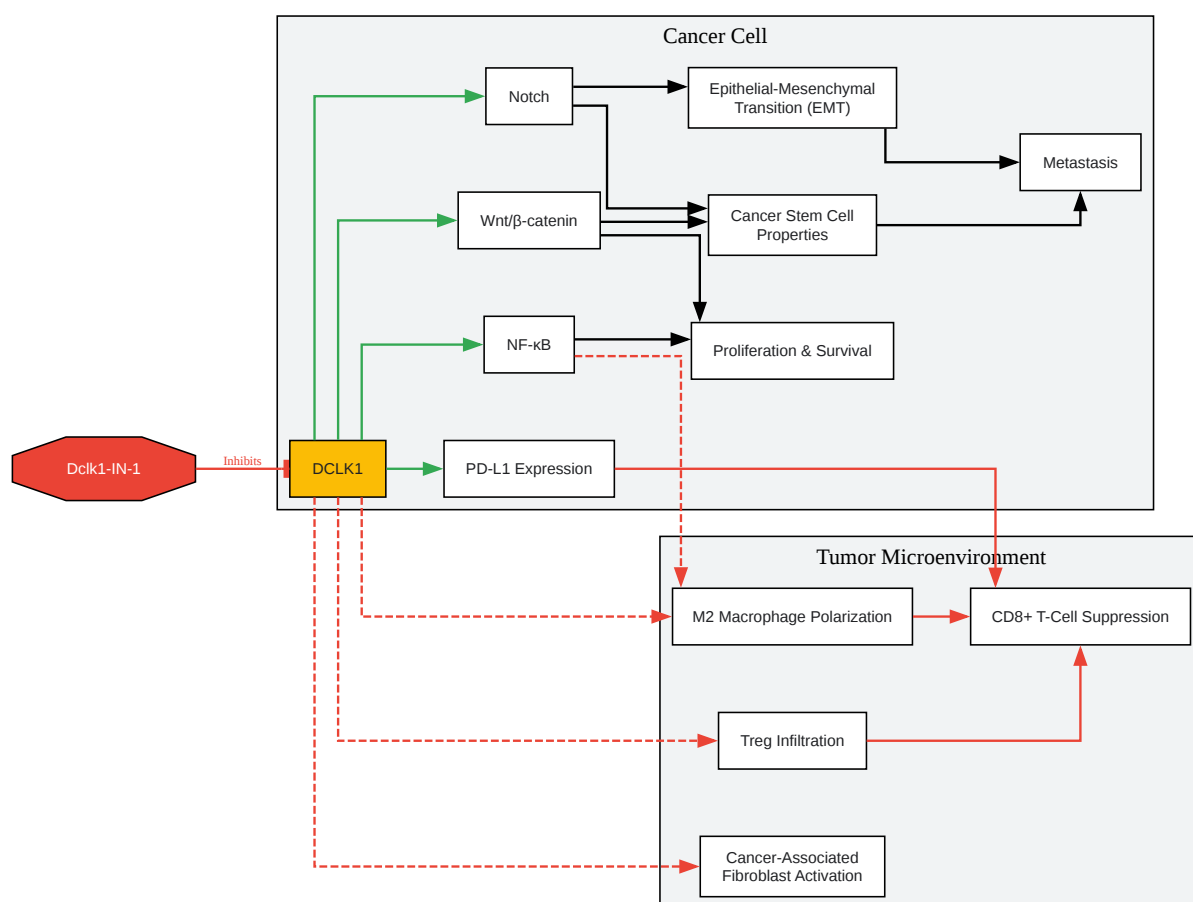 Cancer Cell
Notch
Epithelial-Mesenchymal
Transition (EMT)
Metastasis
Wnt/β-catenin
Cancer Stem Cell
Properties
NF-κB
Proliferation & Survival
Dclk1-IN-1
Inhibits
DCLK1
PD-L1 Expression
Tumor Microenvironment
M2 Macrophage Polarization
CD8+ T-Cell Suppression
Treg Infiltration
Cancer-Associated
Fibroblast Activation